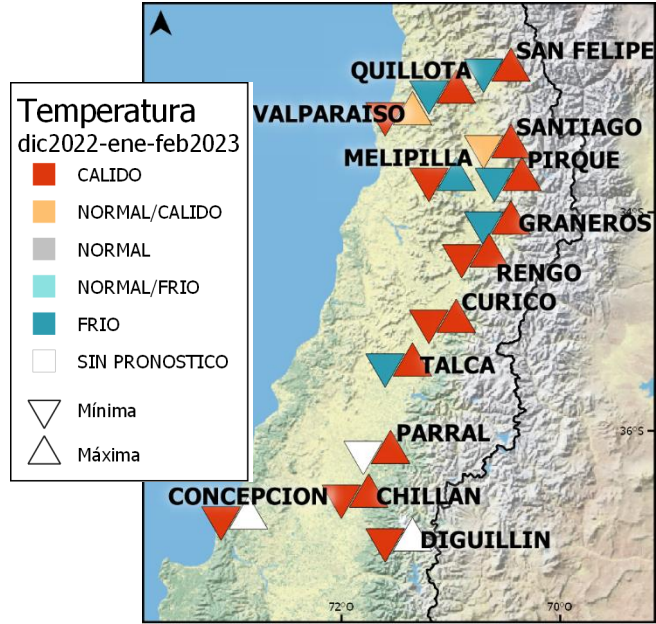 Temperatura
dic2022-ene-feb2023
CALIDO
NORMAL/CALIDO
NORMAL
NORMAL/FRIO
FRIO
SIN PRONOSTICO
Mínima
Máxima
SAN FELIPE
QUILLOTA
VALPARAISO
SANTIAGO
MELIPILLA
PIRQUE
GRANEROS
RENGO
CURICO
TALCA
36°S
PARRAL
CONCEPCION
CHILLAN
DIGUILLIN
72°O
70°O